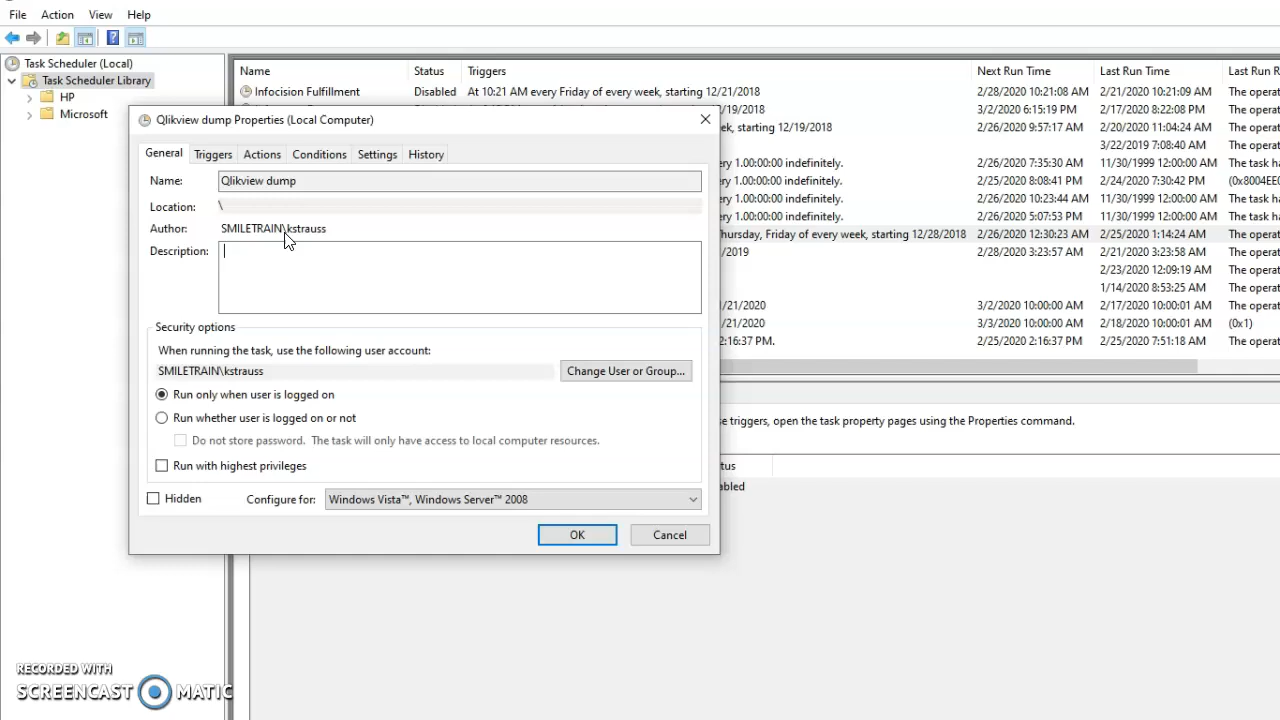 File Action View Help
Task Scheduler (Local)
Task Scheduler Library
HP
Microsoft
Name Status Triggers Next Run Time Last Run Time Last Run R
Infocision Fulfillment Disabled At 10:21 AM every Friday of every week, starting 12/21/2018 2/28/2020 10:21:08 AM 2/21/2020 10:21:09 AM The operat
/19/2018 3/2/2020 6:15:19 PM 2/17/2020 8:22:08 PM The operat
ek, starting 12/19/2018 2/26/2020 9:57:17 AM 2/20/2020 11:04:24 AM The operat
3/22/2019 7:08:40 AM The operat
ery 1.00:00:00 indefinitely. 2/26/2020 7:35:30 AM 11/30/1999 12:00:00 AM The task ha
ery 1.00:00:00 indefinitely. 2/25/2020 8:08:41 PM 2/24/2020 7:30:42 PM (0x8004EE0
ery 1.00:00:00 indefinitely. 2/26/2020 10:23:44 AM 11/30/1999 12:00:00 AM The task ha
ery 1.00:00:00 indefinitely. 2/26/2020 5:07:53 PM 11/30/1999 12:00:00 AM The task ha
hursday, Friday of every week, starting 12/28/2018 2/26/2020 12:30:23 AM 2/25/2020 1:14:24 AM The operat
/2019 2/28/2020 3:23:57 AM 2/21/2020 3:23:58 AM The operat
2/23/2020 12:09:19 AM The operat
1/14/2020 8:53:25 AM The operat
/21/2020 3/2/2020 10:00:00 AM 2/17/2020 10:00:01 AM The operat
/21/2020 3/3/2020 10:00:00 AM 2/18/2020 10:00:01 AM (0x1)
2:16:37 PM. 2/25/2020 2:16:37 PM 2/25/2020 7:51:18 AM The operat
Qlikview dump Properties (Local Computer)
General Triggers Actions Conditions Settings History
Name: Qlikview dump
Location: \
Author: SMILETRAIN\kstrauss
Description:
Security options
When running the task, use the following user account:
SMILETRAIN\kstrauss Change User or Group...
Run only when user is logged on
Run whether user is logged on or not
Do not store password. The task will only have access to local computer resources.
Run with highest privileges
Hidden Configure for: Windows Vista™, Windows Server™ 2008
OK Cancel
se triggers, open the task property pages using the Properties command.
tus
abled
RECORDED WITH
SCREENCAST MATIC